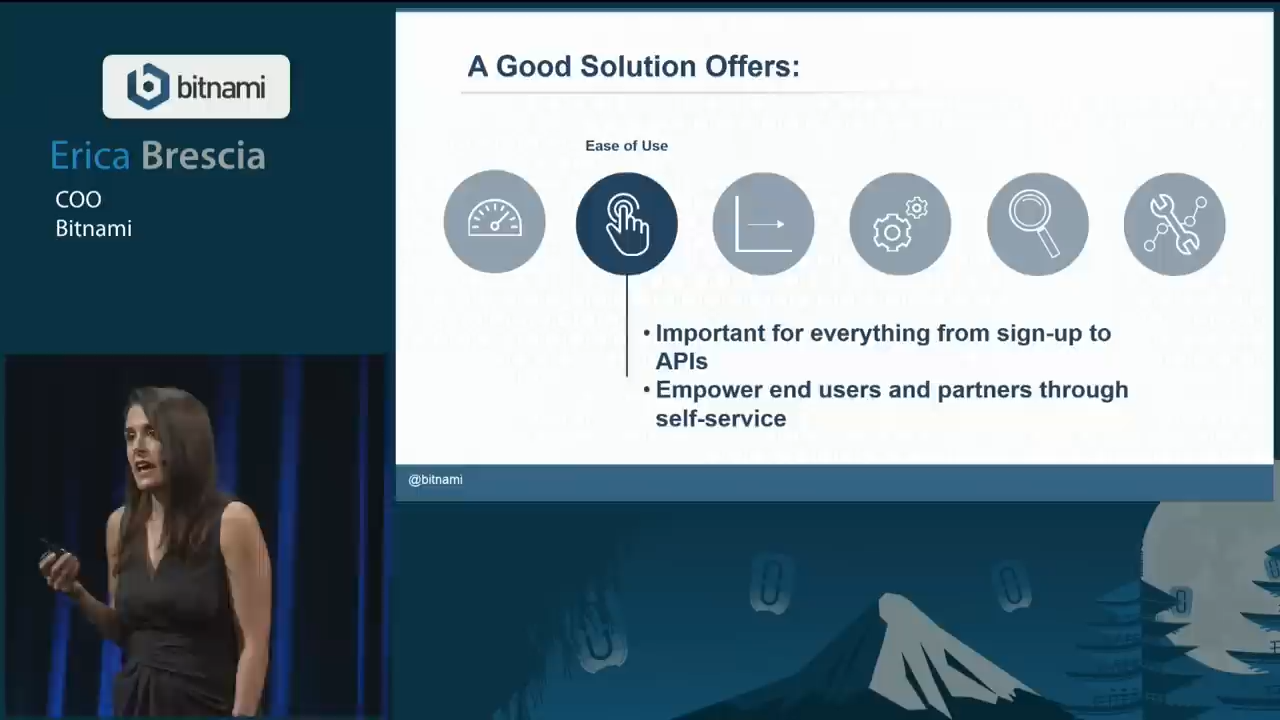 bitnami
Erica Brescia
COO
Bitnami
A Good Solution Offers:
Ease of Use
• Important for everything from sign-up to
APIs
• Empower end users and partners through
self-service
@bitnami